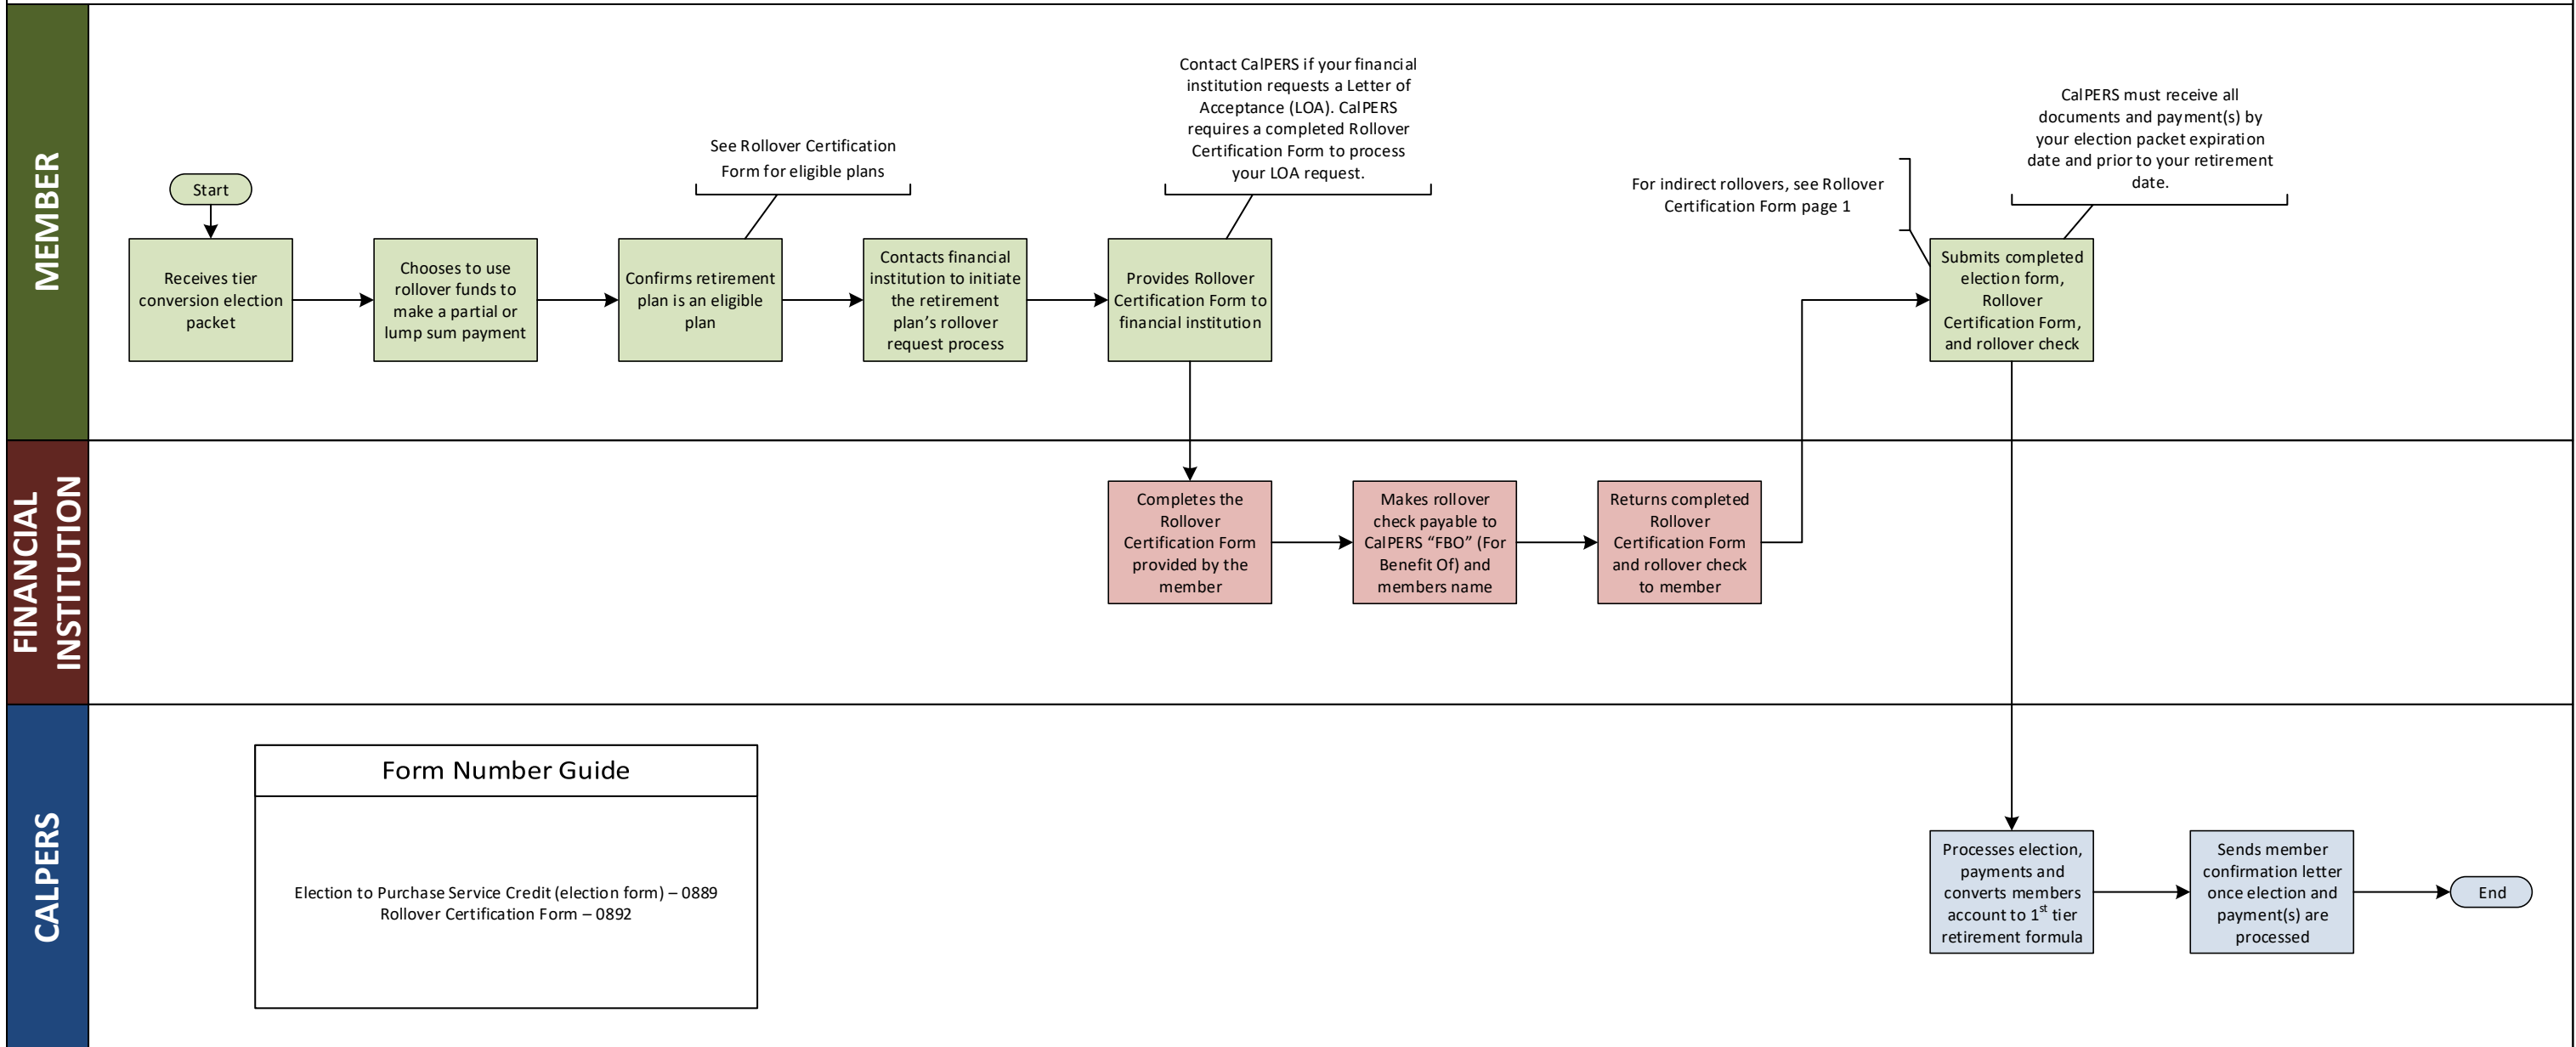 MEMBER
Start
Receives tier
conversion election
packet
Chooses to use
rollover funds to
make a partial or
lump sum payment
See Rollover Certification
Form for eligible plans
Confirms retirement
plan is an eligible
plan
Contacts financial
institution to initiate
the retirement
plan’s rollover
request process
Contact CalPERS if your financial
institution requests a Letter of
Acceptance (LOA). CalPERS
requires a completed Rollover
Certification Form to process
your LOA request.
Provides Rollover
Certification Form to
financial institution
For indirect rollovers, see Rollover
Certification Form page 1
CalPERS must receive all
documents and payment(s) by
your election packet expiration
date and prior to your retirement
date.
Submits completed
election form,
Rollover
Certification Form,
and rollover check
FINANCIAL
INSTITUTION
Completes the
Rollover
Certification Form
provided by the
member
Makes rollover
check payable to
CalPERS “FBO” (For
Benefit Of) and
members name
Returns completed
Rollover
Certification Form
and rollover check
to member
CALPERS
Form Number Guide
Election to Purchase Service Credit (election form) – 0889
Rollover Certification Form – 0892
Processes election,
payments and
converts members
account to 1st tier
retirement formula
Sends member
confirmation letter
once election and
payment(s) are
processed
End